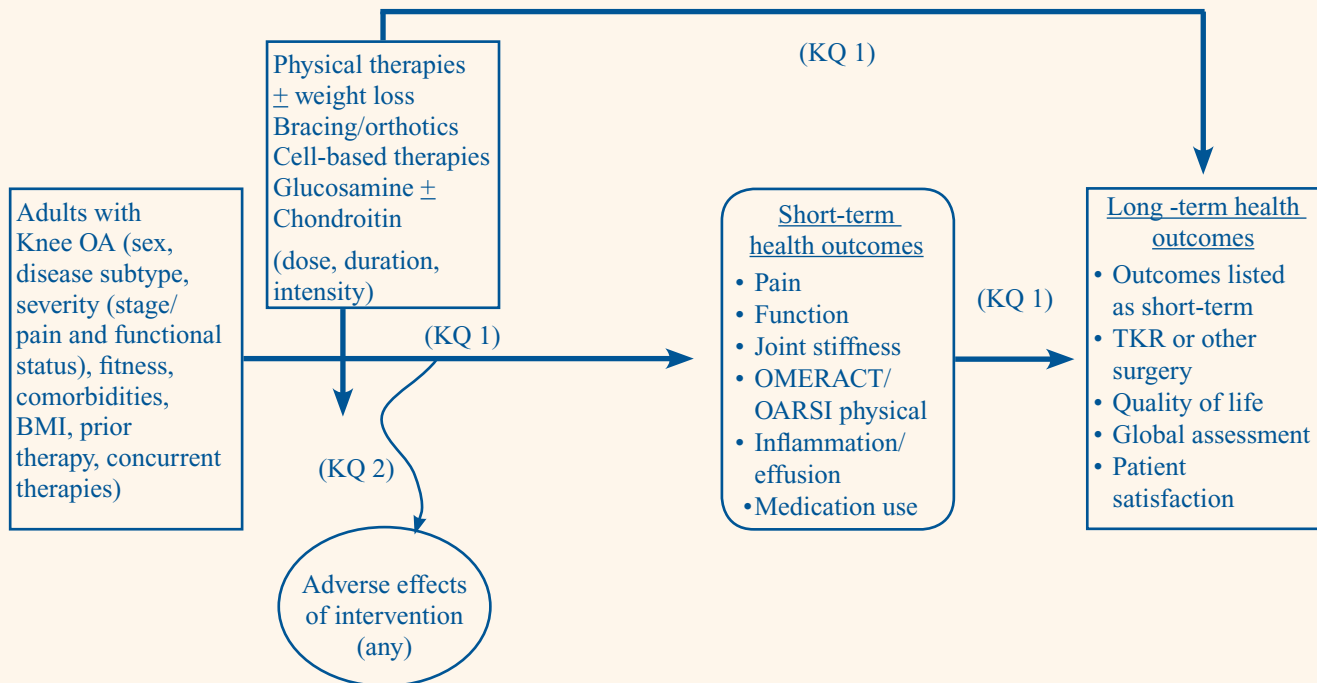 Physical therapies
± weight loss
Bracing/orthotics
Cell-based therapies
Glucosamine ±
Chondroitin
(dose, duration,
intensity)
(KQ 1)
Adults with
Knee OA (sex,
disease subtype,
severity (stage/
pain and functional
status), fitness,
comorbidities,
BMI, prior
therapy, concurrent
therapies)
(KQ 1)
(KQ 2)
Adverse effects
of intervention
(any)
Short-term
health outcomes
• Pain
• Function
• Joint stiffness
• OMERACT/
OARSI physical
• Inflammation/
effusion
•Medication use
(KQ 1)
Long -term health
outcomes
• Outcomes listed
as short-term
• TKR or other
surgery
• Quality of life
• Global assessment
• Patient
satisfaction